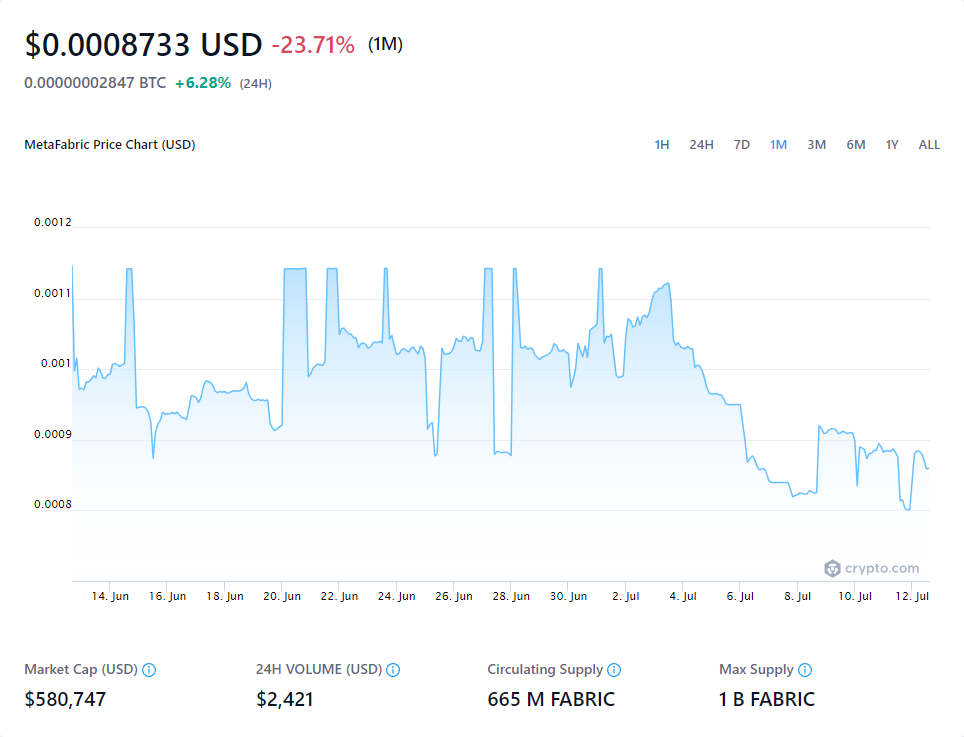 $0.0008733 USD -23.71% (1M)
0.00000002847 BTC +6.28% (24H)
MetaFabric Price Chart (USD) 1H 24H 7D 1M 3M 6M 1Y ALL
0.0012
0.0011
0.001
0.0009
0.0008
crypto.com
14. Jun 16. Jun 18. Jun 20. Jun 22. Jun 24. Jun 26. Jun 28. Jun 30. Jun 2. Jul 4. Jul 6. Jul 8. Jul 10. Jul 12. Jul
Market Cap (USD) 24H VOLUME (USD) Circulating Supply Max Supply
$580,747 $2,421 665 M FABRIC 1 B FABRIC